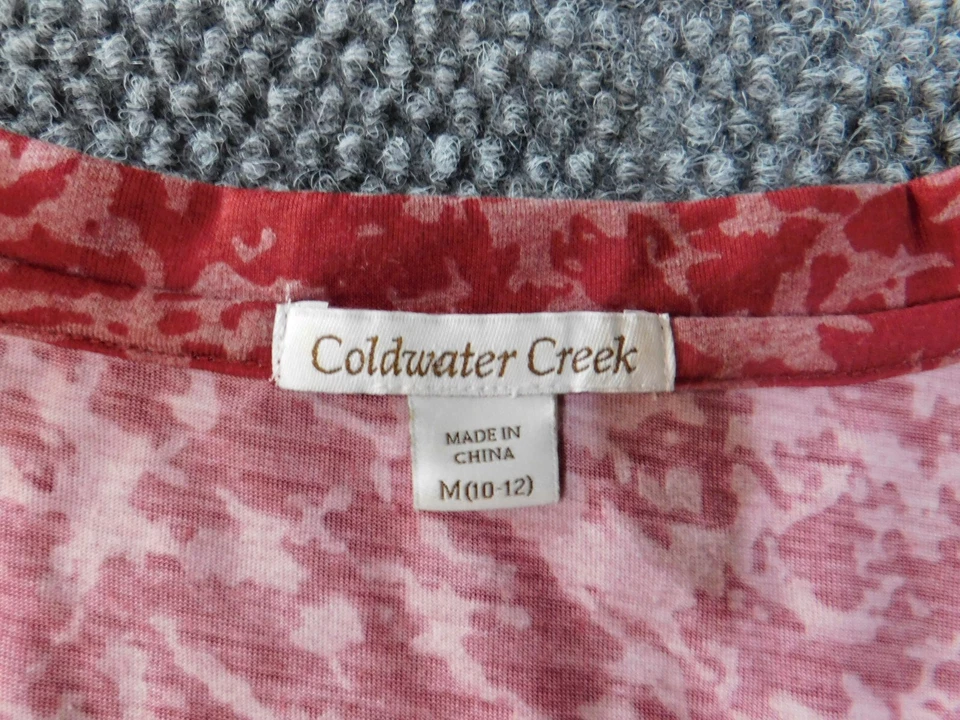 Coldwater Creek
MADE IN
CHINA
M(10-12)